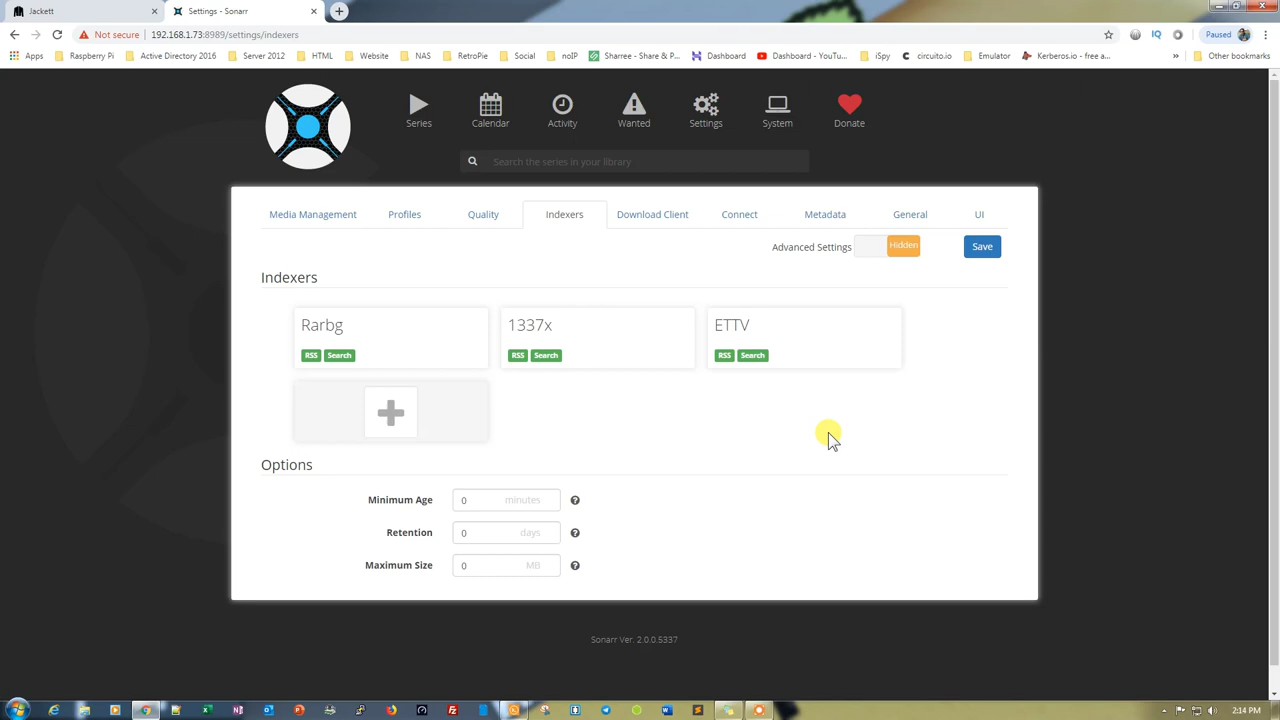 Jackett
Settings - Sonarr
Not secure
192.168.1.73:8989/settings/indexers
IQ
Paused
Apps
Raspberry Pi
Active Directory 2016
Server 2012
HTML
Website
NAS
RetroPie
Social
noIP
Sharree - Share & P...
Dashboard
Dashboard - YouTu...
iSpy
circuito.io
Emulator
Kerberos.io - free a...
»
Other bookmarks
Series
Calendar
Activity
Wanted
Settings
System
Donate
Search the series in your library
Media Management
Profiles
Quality
Indexers
Download Client
Connect
Metadata
General
UI
Advanced Settings
Hidden
Save
Indexers
Rarbg
1337x
ETTV
RSS Search
RSS Search
RSS Search
Options
Minimum Age 0 minutes
Retention 0 days
Maximum Size 0 MB
Sonarr Ver. 2.0.0.5337
2:14 PM